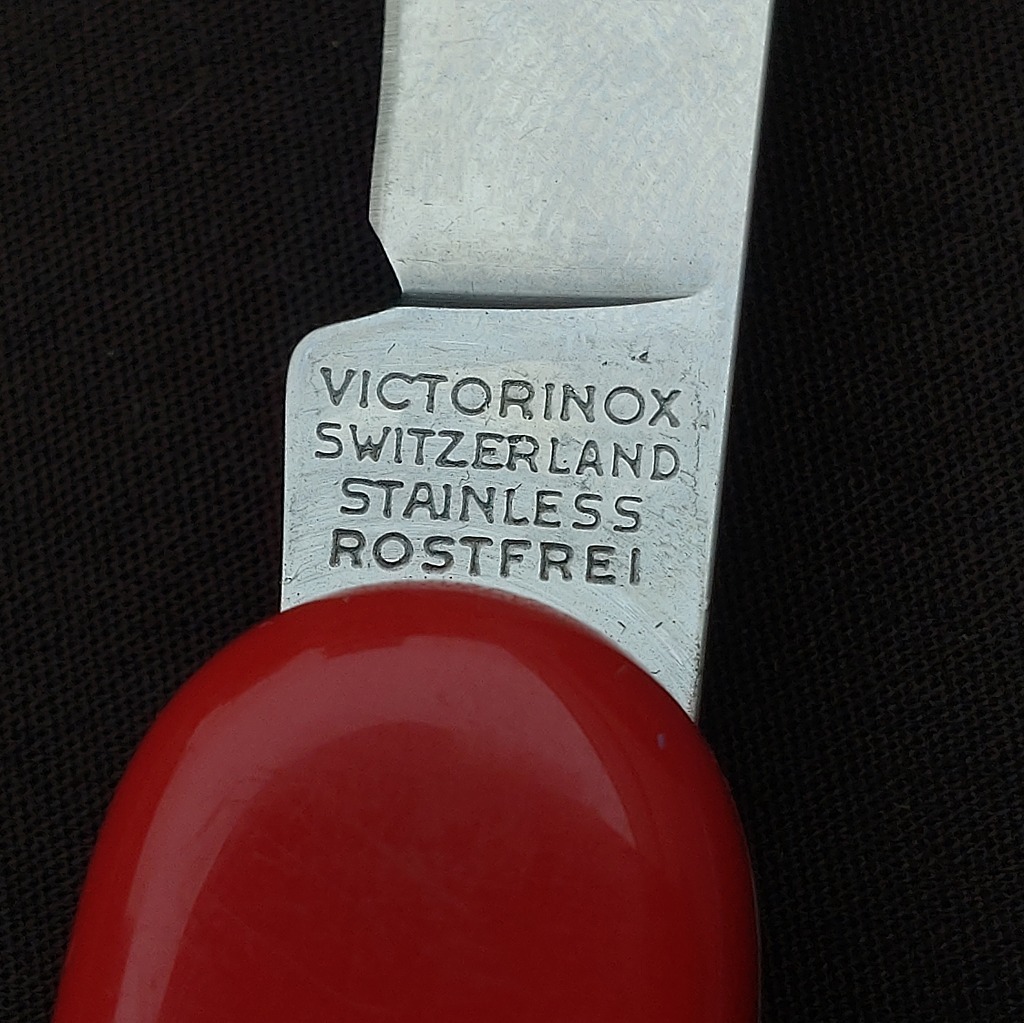 VICTORINOX
SWITZERLAND
STAINLESS
ROSTFREI